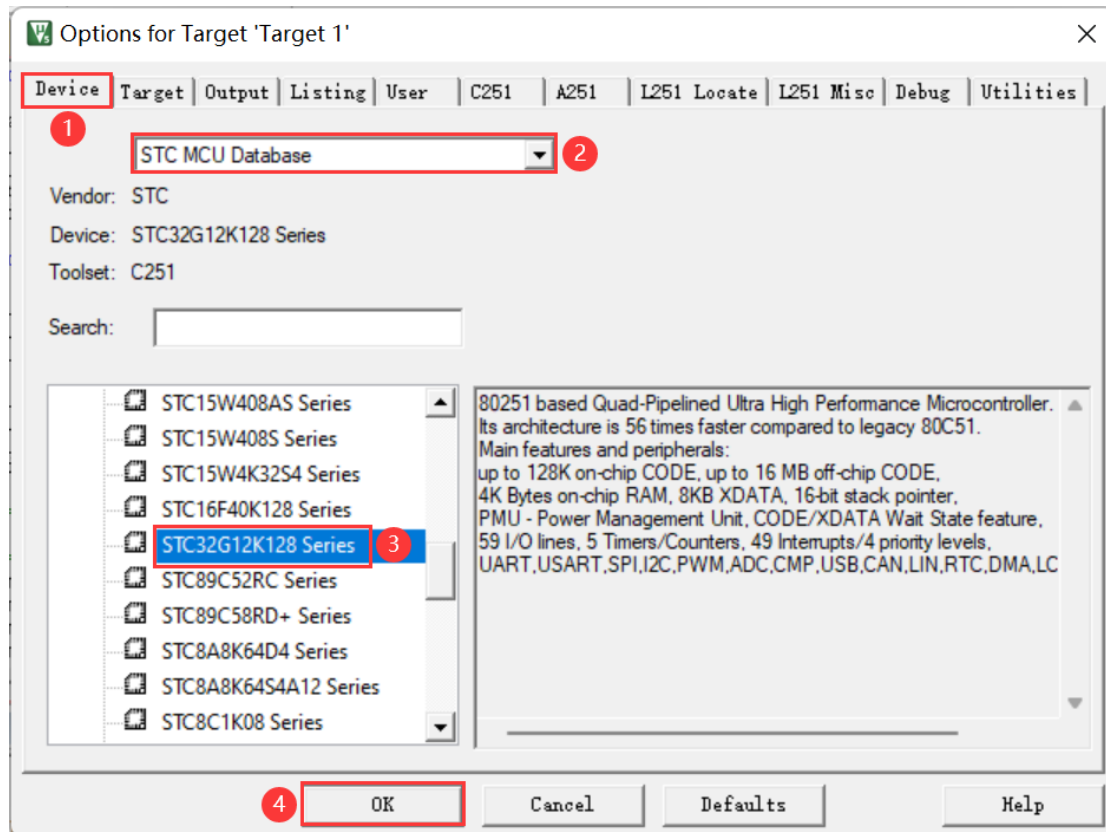 Options for Target 'Target 1'
Device Target Output Listing User C251 A251 L251 Locate L251 Misc Debug Utilities
1
STC MCU Database 2
Vendor: STC
Device: STC32G12K128 Series
Toolset: C251
Search:
STC15W408AS Series
STC15W408S Series
STC15W4K32S4 Series
STC16F40K128 Series
STC32G12K128 Series 3
STC89C52RC Series
STC89C58RD+ Series
STC8A8K64D4 Series
STC8A8K64S4A12 Series
STC8C1K08 Series
80251 based Quad-Pipelined Ultra High Performance Microcontroller.
Its architecture is 56 times faster compared to legacy 80C51.
Main features and peripherals:
up to 128K on-chip CODE, up to 16 MB off-chip CODE,
4K Bytes on-chip RAM, 8KB XDATA, 16-bit stack pointer,
PMU - Power Management Unit, CODE/XDATA Wait State feature,
59 I/O lines, 5 Timers/Counters, 49 Interrupts/4 priority levels,
UART,USART,SPI,I2C,PWM,ADC,CMP,USB,CAN,LIN,RTC,DMA,LC
4 OK Cancel Defaults Help